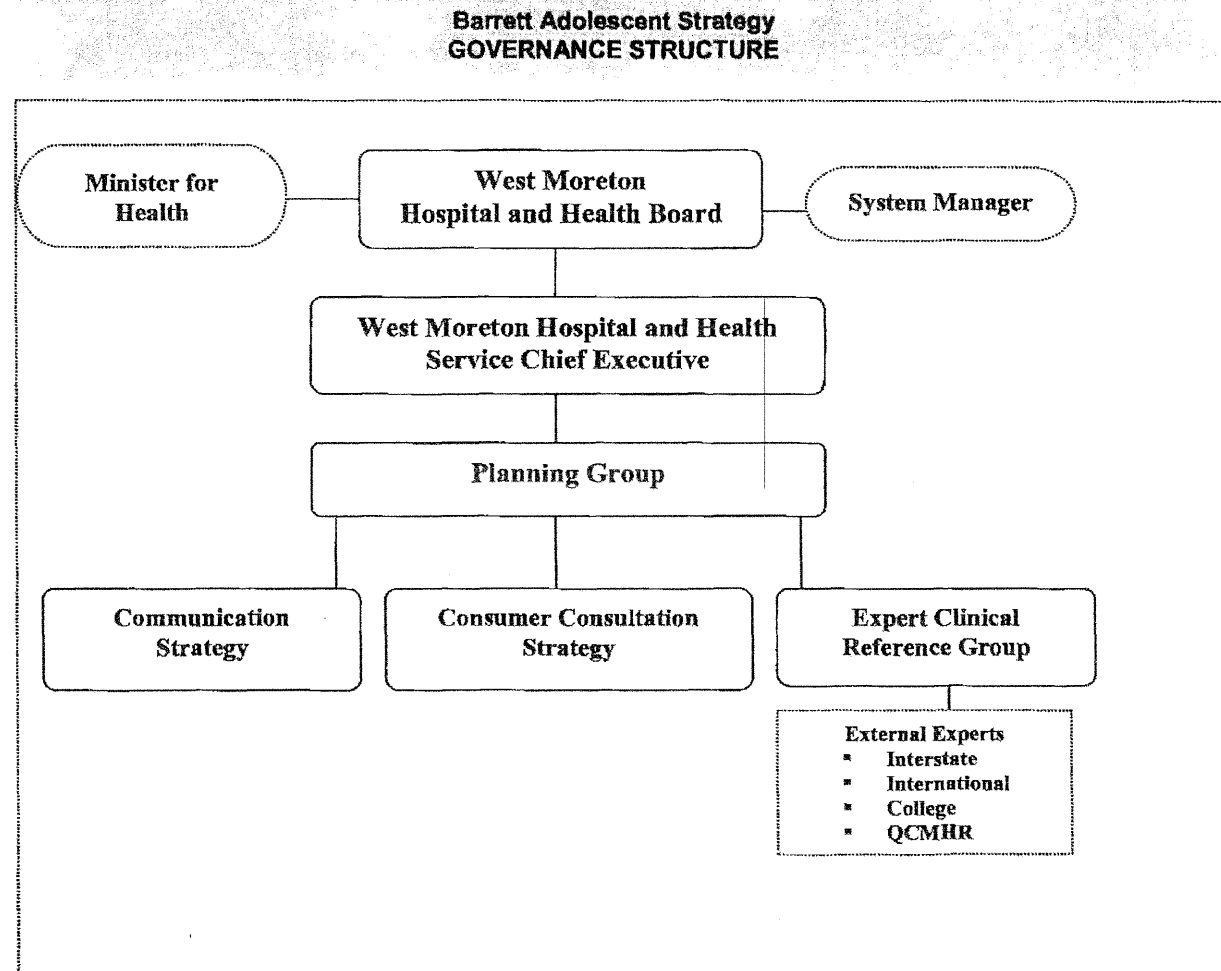 Barrett Adolescent Strategy
GOVERNANCE STRUCTURE
Minister for
Health
West Moreton
Hospital and Health Board
System Manager
West Moreton Hospital and Health
Service Chief Executive
Planning Group
Communication
Strategy
Consumer Consultation
Strategy
Expert Clinical
Reference Group
External Experts
▪ Interstate
▪ International
▪ College
▪ QCMHR